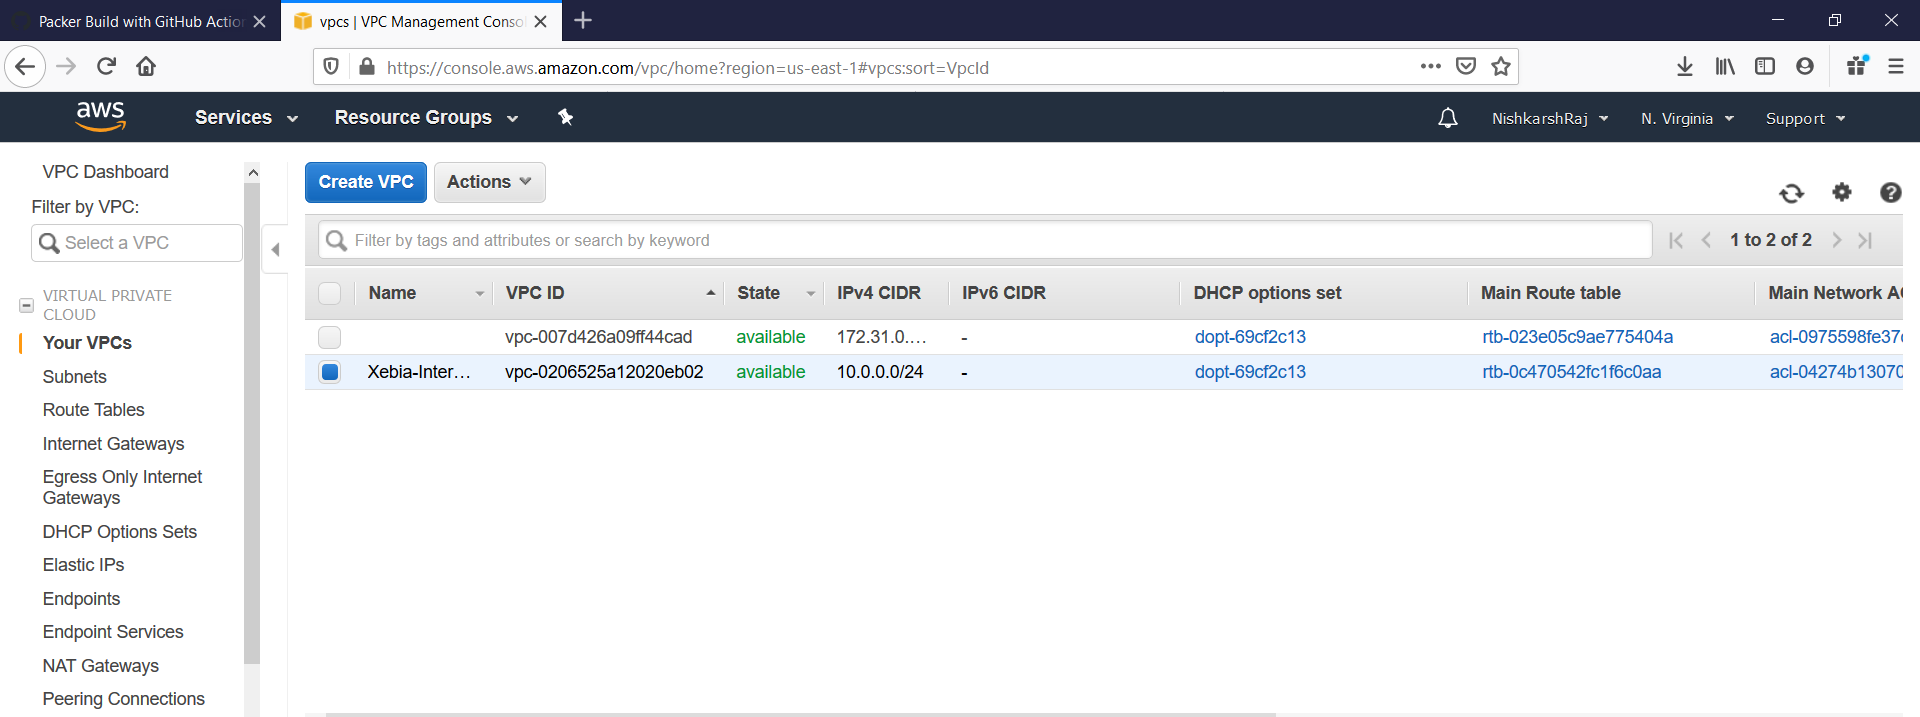 Packer Build with GitHub Action
vpcs | VPC Management Conso
https://console.aws.amazon.com/vpc/home?region=us-east-1#vpcs:sort=VpcId
aws
Services
Resource Groups
NishkarshRaj
N. Virginia
Support
VPC Dashboard
Filter by VPC:
Select a VPC
VIRTUAL PRIVATE
CLOUD
Your VPCs
Subnets
Route Tables
Internet Gateways
Egress Only Internet
Gateways
DHCP Options Sets
Elastic IPs
Endpoints
Endpoint Services
NAT Gateways
Peering Connections
Create VPC
Actions
Filter by tags and attributes or search by keyword
1 to 2 of 2
Name VPC ID State IPv4 CIDR IPv6 CIDR DHCP options set Main Route table Main Network AC
vpc-007d426a09ff44cad available 172.31.0.... - dopt-69cf2c13 rtb-023e05c9ae775404a acl-0975598fe37
Xebia-Inter... vpc-0206525a12020eb02 available 10.0.0.0/24 - dopt-69cf2c13 rtb-0c470542fc1f6c0aa acl-04274b13070